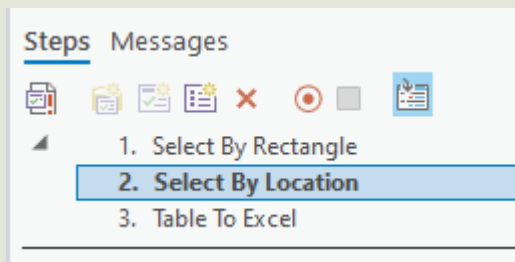 Steps Messages
1. Select By Rectangle
2. Select By Location
3. Table To Excel